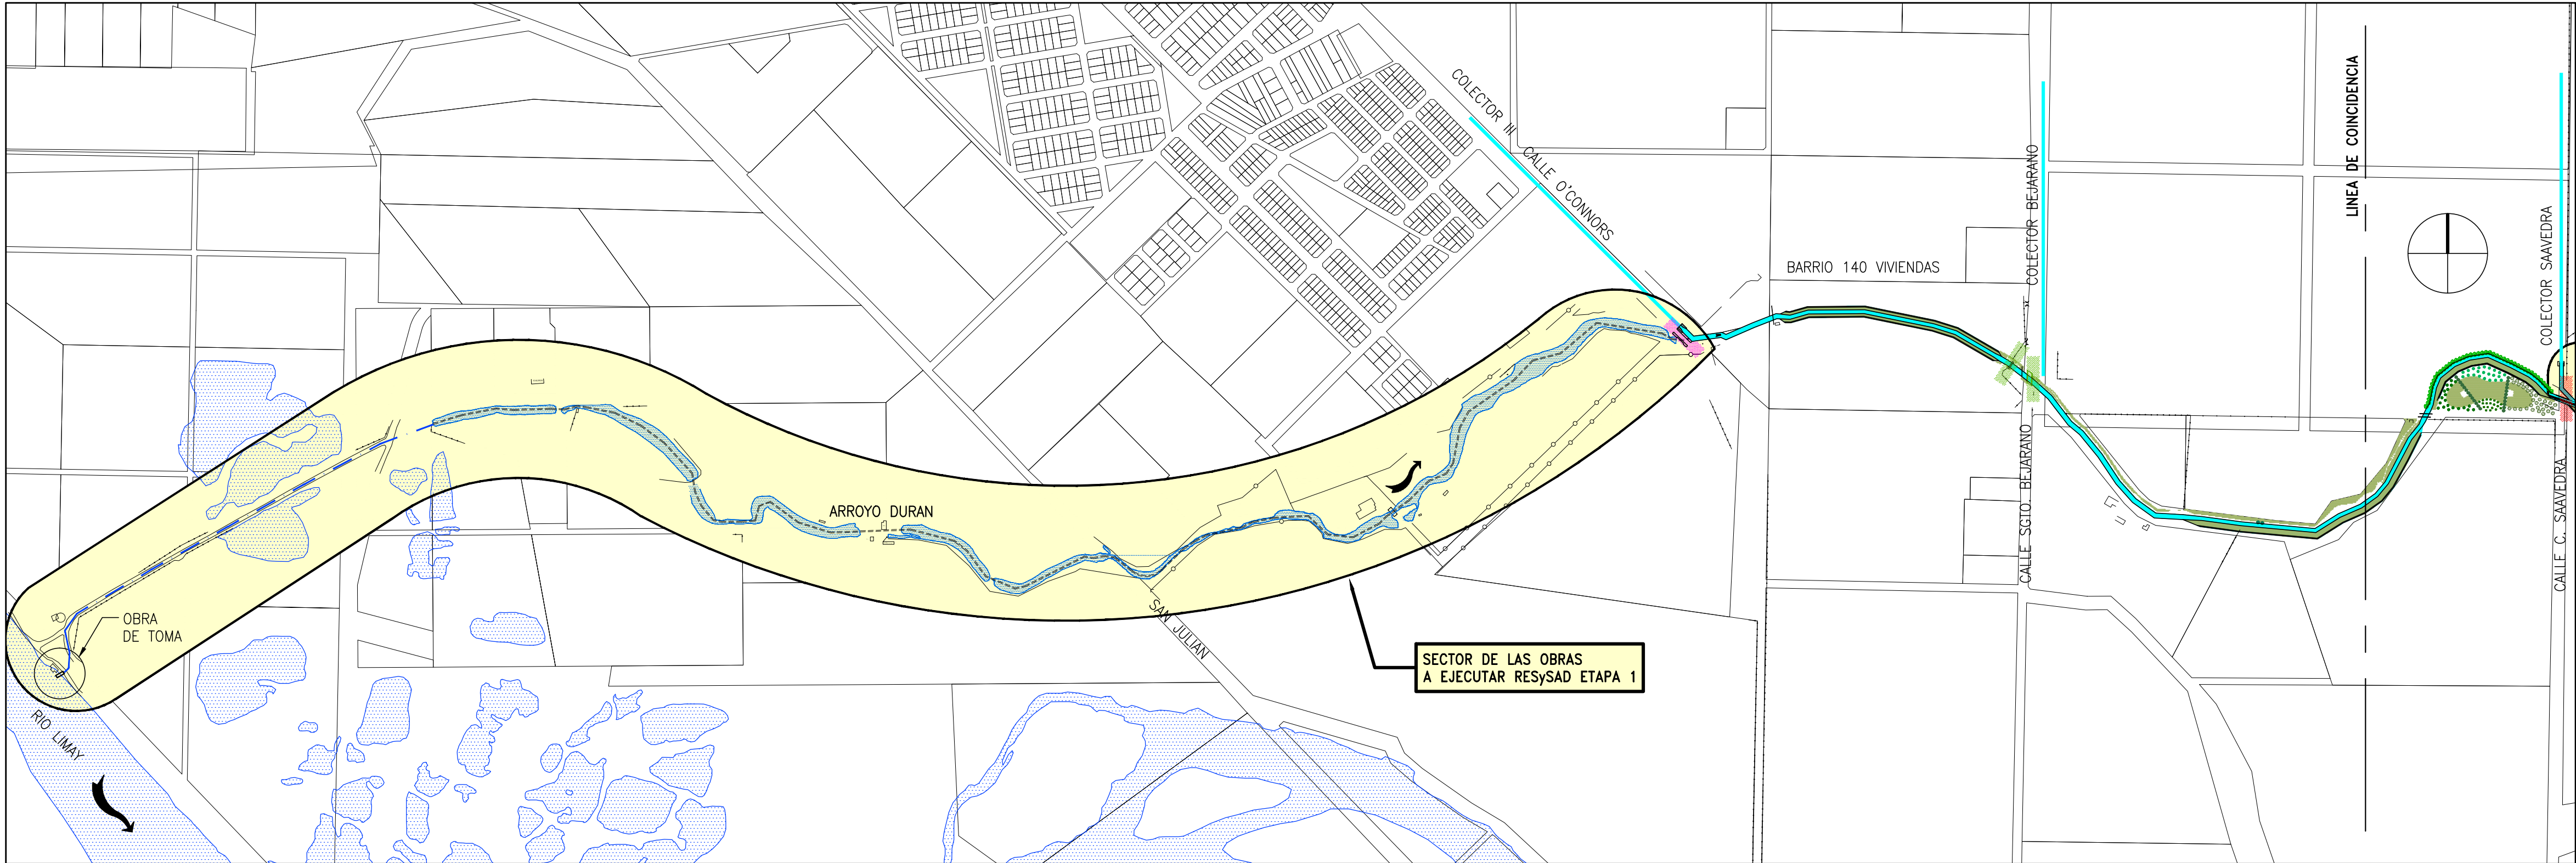 COLECTOR III
CALLE O'CONNORS
COLECTOR BEJARANO
LINEA DE COINCIDENCIA
COLECTOR SAAVEDRA
BARRIO 140 VIVIENDAS
CALLE SGTO. BEJARANO
CALLE C. SAAVEDRA
ARROYO DURAN
OBRA
DE TOMA
SAN JULIAN
SECTOR DE LAS OBRAS
A EJECUTAR RESySAD ETAPA 1
RIO LIMAY